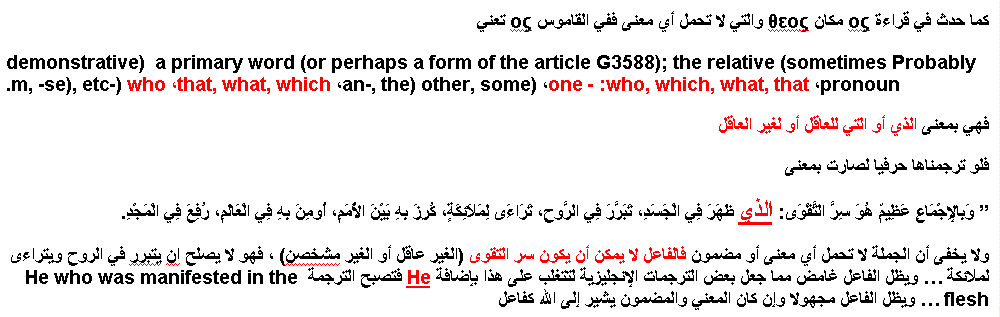 كما حدث في قراءة ος مكان θεος والتي لا تحمل أي معنى ففي القاموس ος تعني
demonstrative)  a primary word (or perhaps a form of the article G3588); the relative (sometimes Probably
.m, -se), etc-) who ،that, what, which ،an-, the) other, some) ،one - :who, which, what, that ،pronoun
فهي بمعنى الذي أو التي للعاقل أو لغير العاقل
فلو ترجمناها حرفيا لصارت بمعنى
” وَبِالإِجْمَاعِ عَظِيمٌ هُوَ سِرُّ التَّقْوَى: الذي ظَهَرَ فِي الْجَسَدِ، تَبَرَّرَ فِي الرُّوحِ، تَرَاءَى لِمَلاَئِكَةٍ، كُرِزَ بِهِ بَيْنَ الأُمَمِ، أُومِنَ بِهِ فِي الْعَالَمِ، رُفِعَ فِي الْمَجْدِ.
ولا يخفى أن الجملة لا تحمل أي معنى أو مضمون فالفاعل لا يمكن أن يكون سر التقوى (الغير عاقل أو الغير مشخصن) ، فهو لا يصلح ان يتبرر في الروح ويتراءى
لملائكة ... ويظل الفاعل غامض مما جعل بعض الترجمات الإنجليزية لتتغلب على هذا بإضافة He فتصبح الترجمة He who was manifested in the
flesh ... ويظل الفاعل مجهولا وإن كان المعني والمضمون يشير إلى الله كفاعل